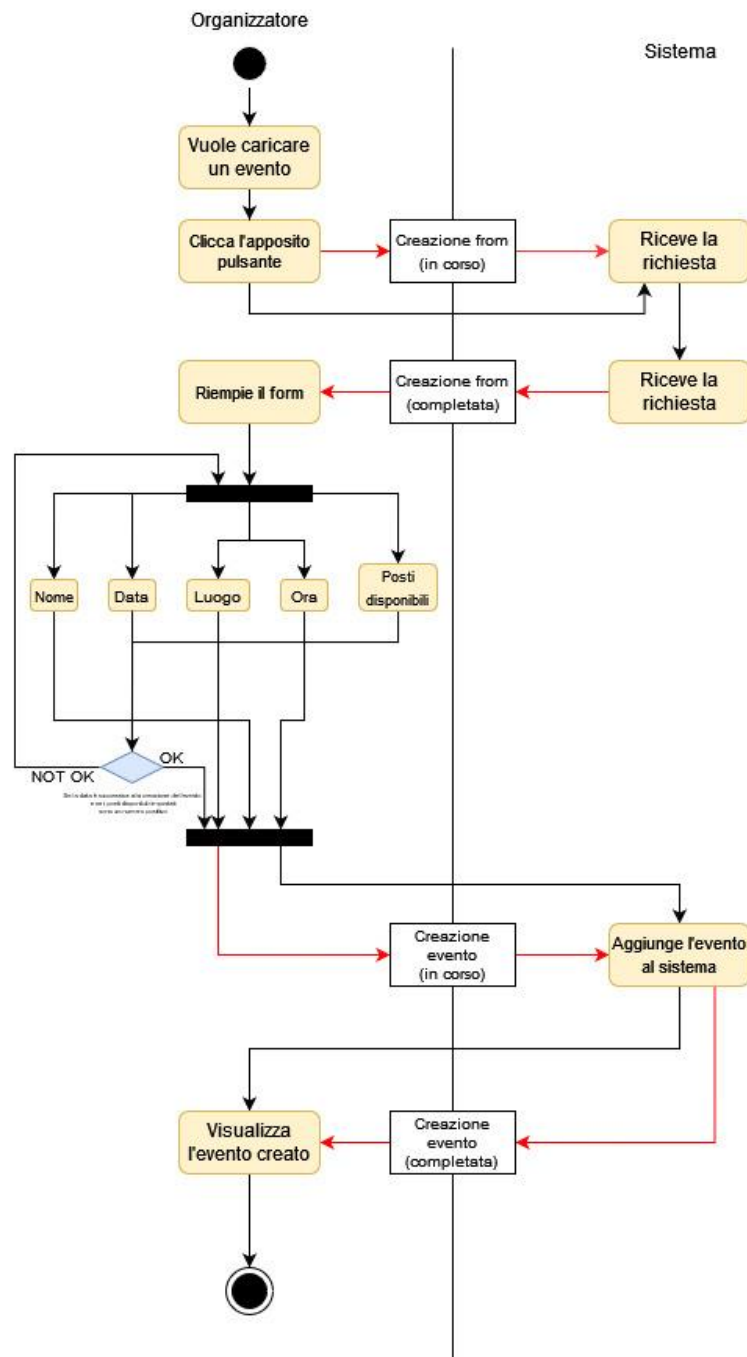 Organizzatore
Sistema
Vuole caricare
un evento
Clicca l'apposito
pulsante
Creazione from
(in corso)
Riceve la
richiesta
Riempie il form
Creazione from
(completata)
Riceve la
richiesta
Nome
Data
Luogo
Ora
Posti
disponibili
OK
NOT OK
Creazione
evento
(in corso)
Aggiunge l'evento
al sistema
Visualizza
l'evento creato
Creazione
evento
(completata)